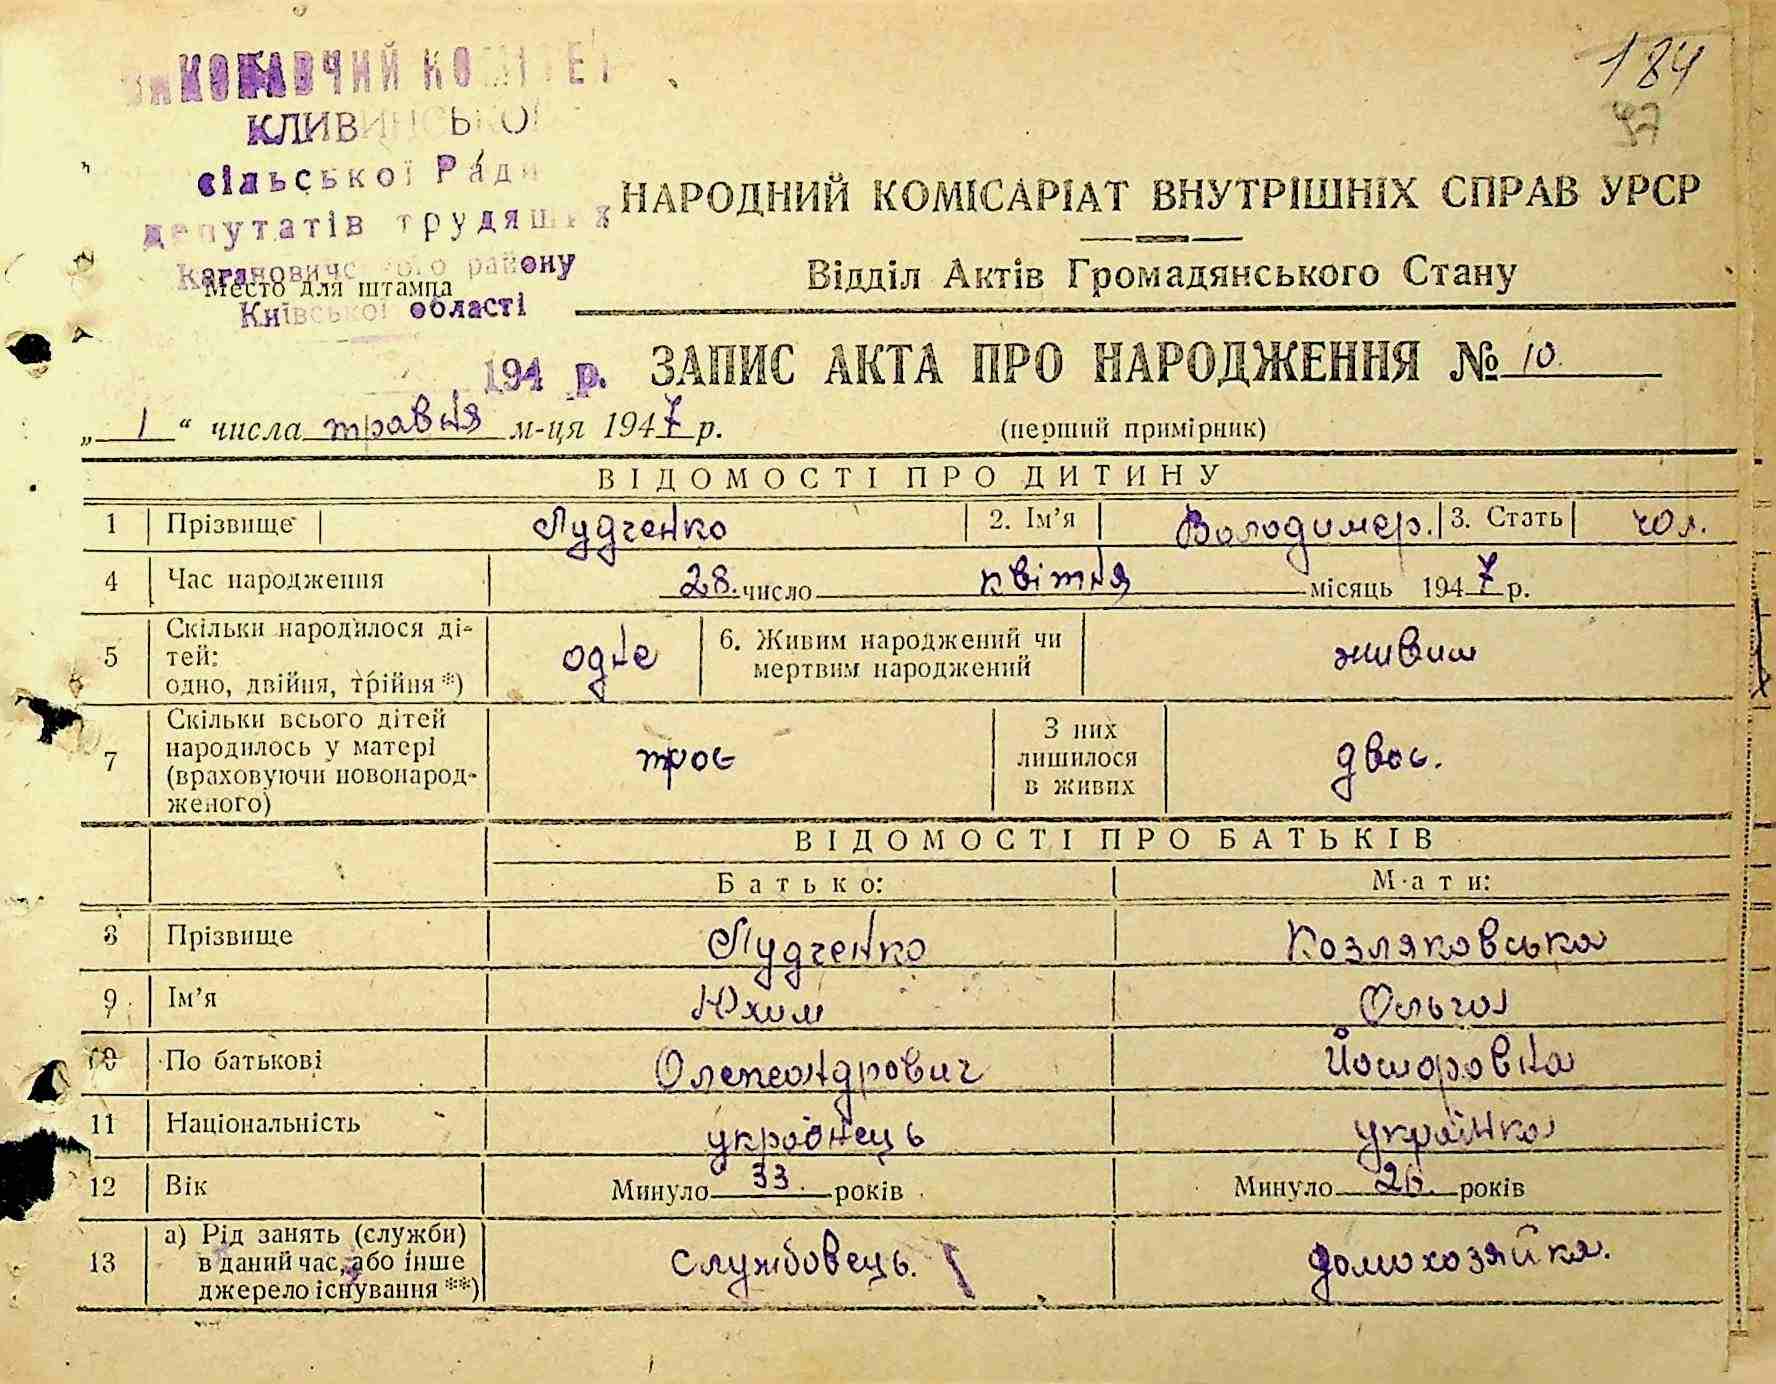 ВИКОНАВЧИЙ КОМІТЕТ
КЛИВИНСЬКОЇ
сільської Ради
депутатів трудящих
Кагановичського району
Место для штампа
Київської області
194 р.
184
47
НАРОДНИЙ КОМІСАРІАТ ВНУТРІШНІХ СПРАВ УРСР
Відділ Актів Громадянського Стану
ЗАПИС АКТА ПРО НАРОДЖЕННЯ № 10.
„ 1 “ числа травня м-ця 1947 р.
(перший примірник)
ВІДОМОСТІ ПРО ДИТИНУ
1 Прізвище Лудченко 2. Ім’я Володимер. 3. Стать чол.
4 Час народження 28. число квітня місяць 1947 р.
5 Скільки народилося ді-
тей:
одно, двійня, трійня *) одне 6. Живим народжений чи
мертвим народжений живим
7 Скільки всього дітей
народилось у матері
(враховуючи новонарод-
женого) троє З них
лишилося
в живих двоє.
ВІДОМОСТІ ПРО БАТЬКІВ
Батько: Мати:
8 Прізвище Лудченко Козляковська
9 Ім’я Юхим Ольга
10 По батькові Олександрович
11 Національність українець українка
12 Вік Минуло 33. років Минуло 26. років
13 а) Рід занять (служби)
в даний час, або інше
джерело існування **) службовець. домохозяйка.